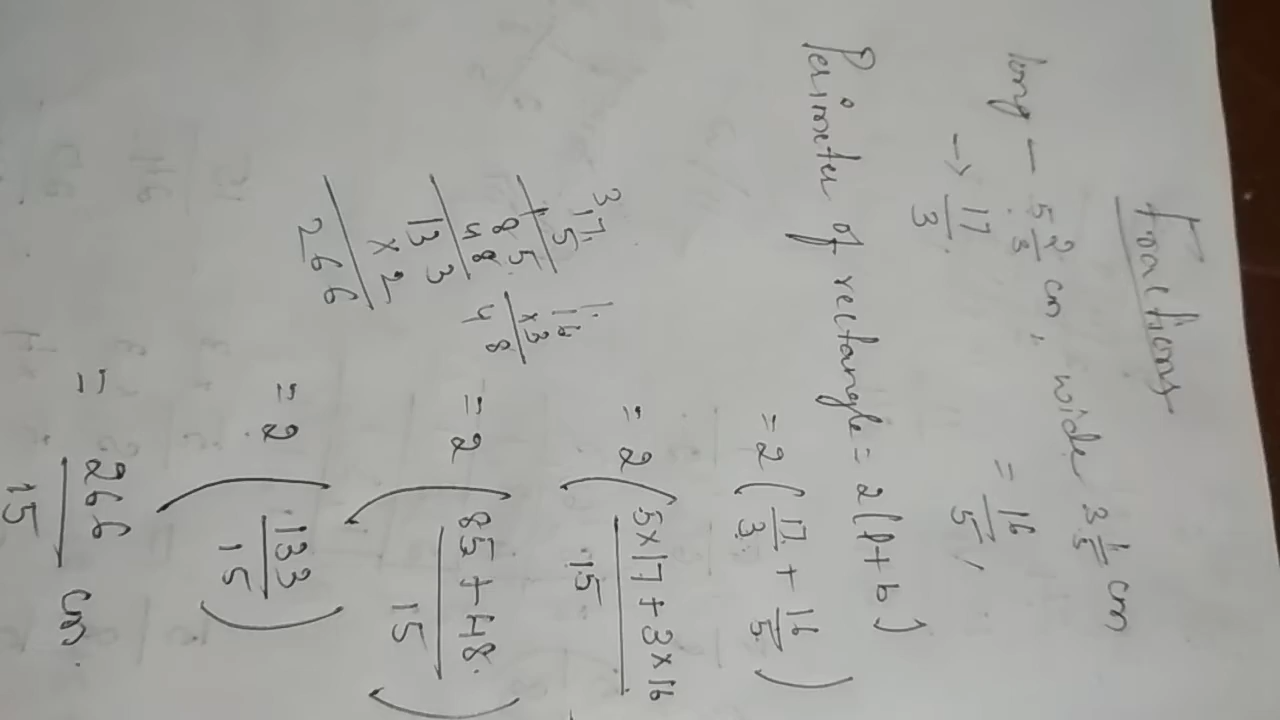 Fractions
long - 5 2/3 cm, wide 3 1/5 cm
→ 17/3 = 16/5,
Perimeter of rectangle = 2(l+b)
= 2(17/3 + 16/5)
= 2(5×17+3×16/15)
= 2(85+48/15)
= 2(133/15)
= 266/15 cm.
3
17
5
85
+48
133
×2
266
1
16
×3
48